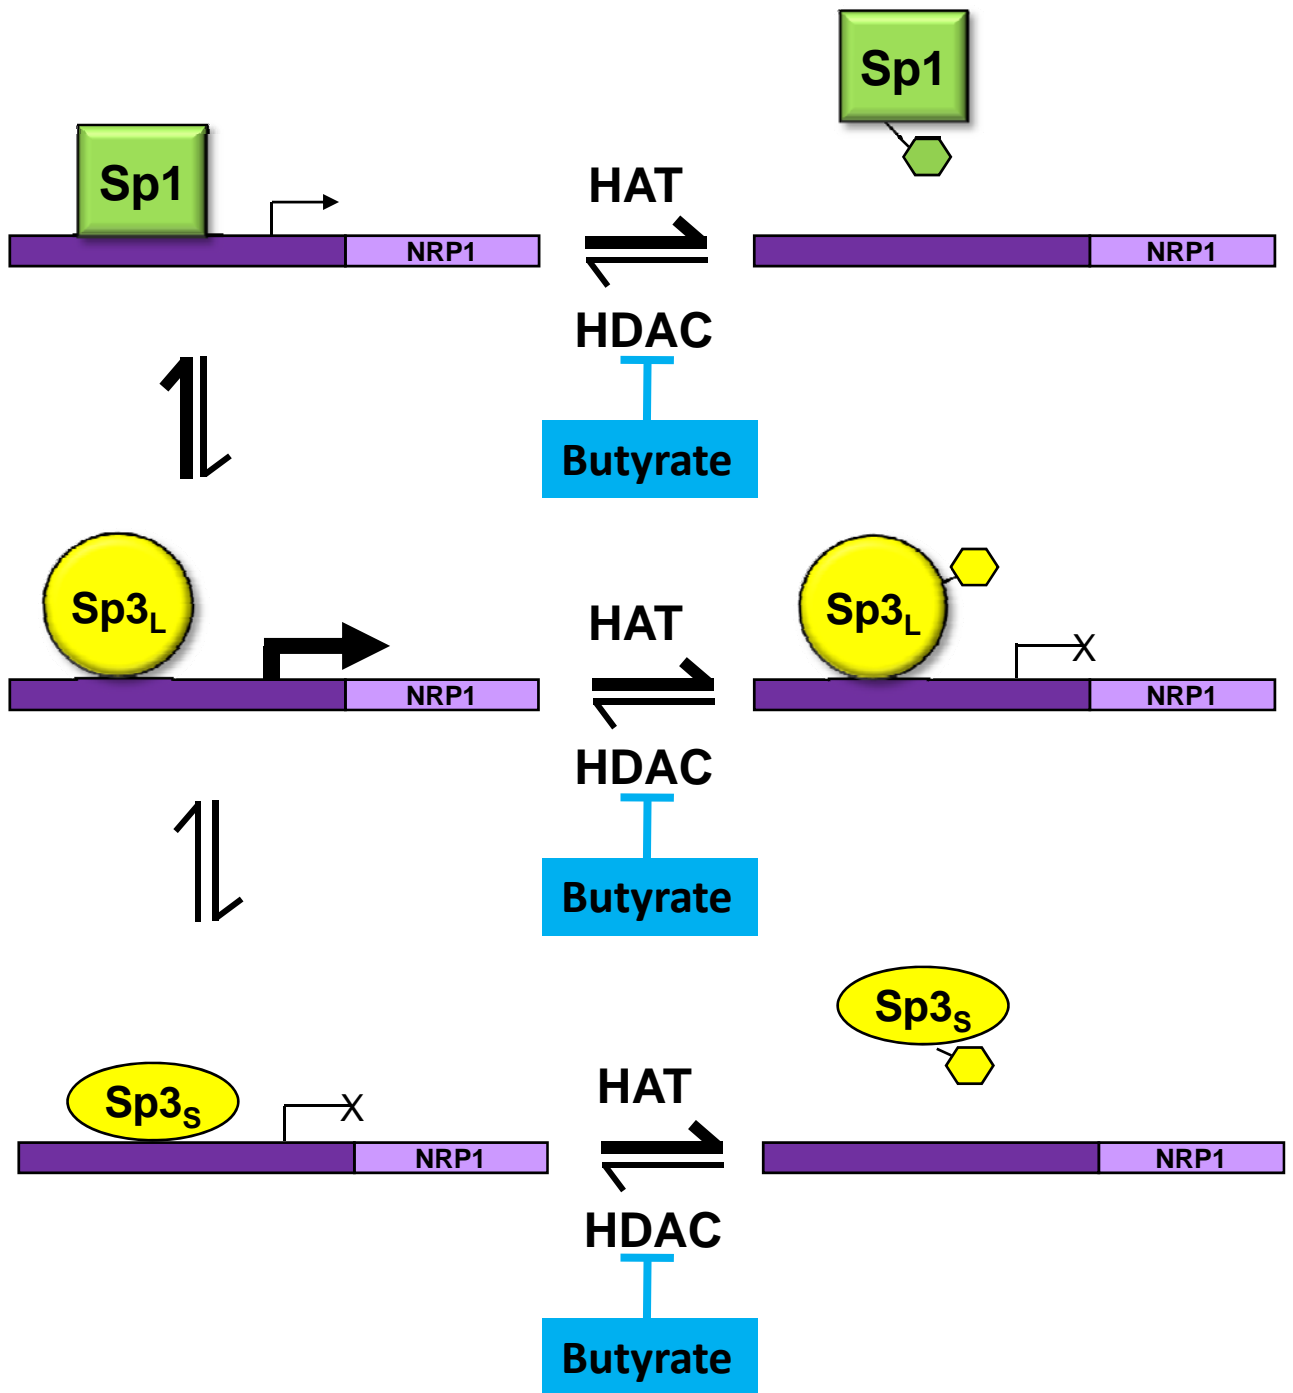 Sp1
Sp1
HAT
NRP1
NRP1
HDAC
Butyrate
Sp3L
HAT
Sp3L
X
NRP1
NRP1
HDAC
Butyrate
Sp3S
HAT
Sp3S
X
NRP1
NRP1
HDAC
Butyrate